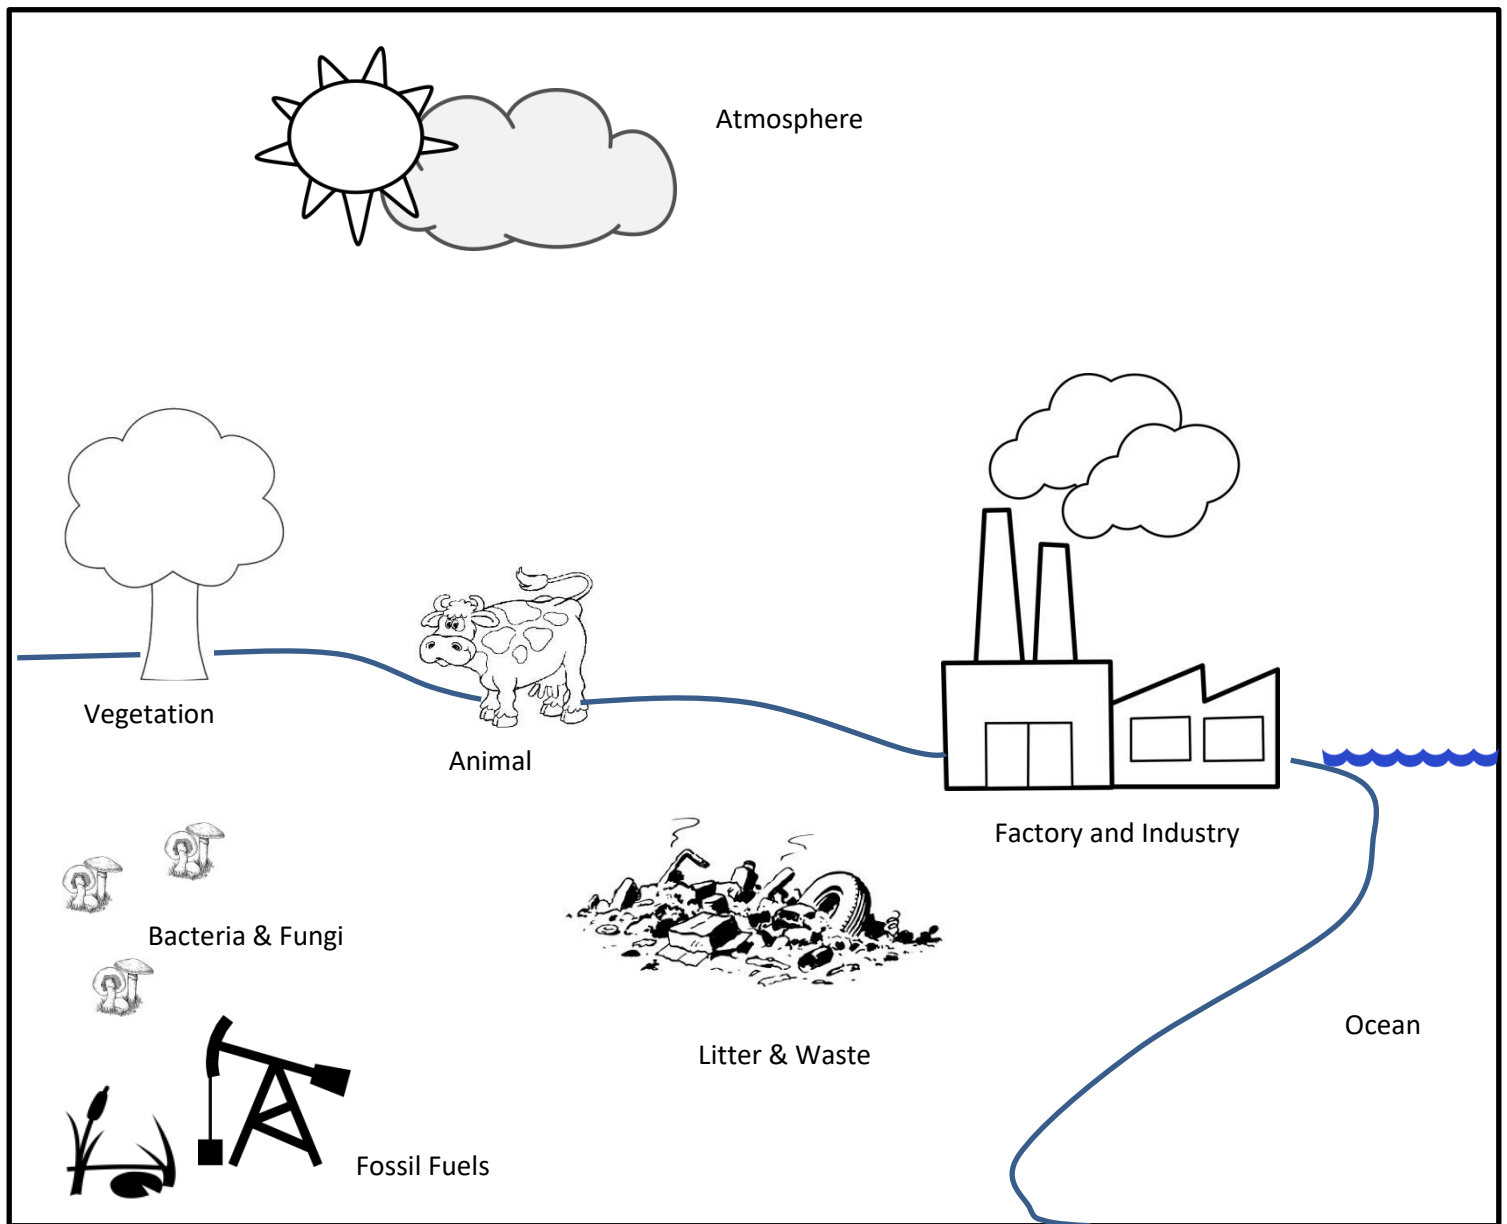 Atmosphere
Vegetation
Animal
Factory and Industry
Bacteria & Fungi
Ocean
Litter & Waste
Fossil Fuels